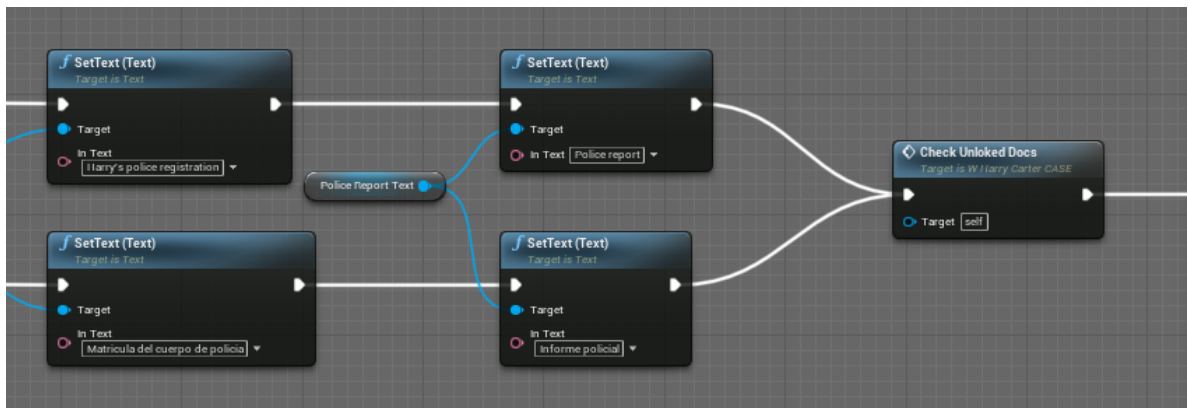 SetText (Text)
Target is Text
Target
In Text
Harry's police registration
SetText (Text)
Target is Text
Target
In Text Police report
Police Report Text
Check Unloked Docs
Target is W Harry Carter CASE
Target self
SetText (Text)
Target is Text
Target
In Text
Matricula del cuerpo de policia
SetText (Text)
Target is Text
Target
In Text
Informe policial